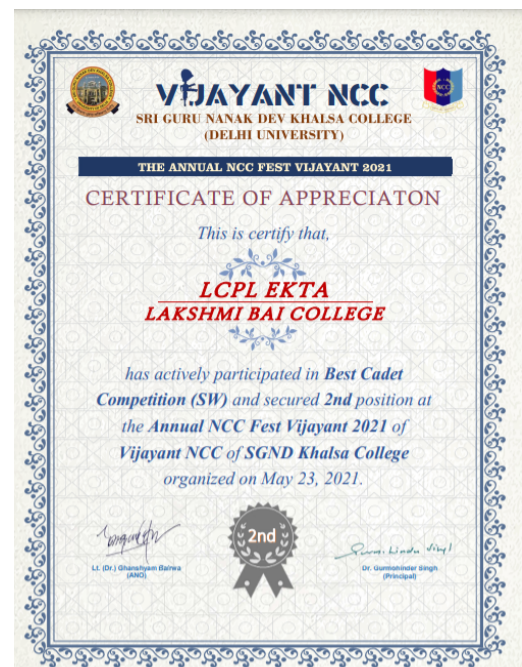 VIJAYANT NCC
SRI GURU NANAK DEV KHALSA COLLEGE
(DELHI UNIVERSITY)
THE ANNUAL NCC FEST VIJAYANT 2021
CERTIFICATE OF APPRECIATON
This is certify that,
LCPL EKTA
LAKSHMI BAI COLLEGE
has actively participated in Best Cadet
Competition (SW) and secured 2nd position at
the Annual NCC Fest Vijayant 2021 of
Vijayant NCC of SGND Khalsa College
organized on May 23, 2021.
2nd
Lt. (Dr.) Ghanshyam Bairwa
(ANO)
Dr. Gurmohinder Singh
(Principal)
NCC